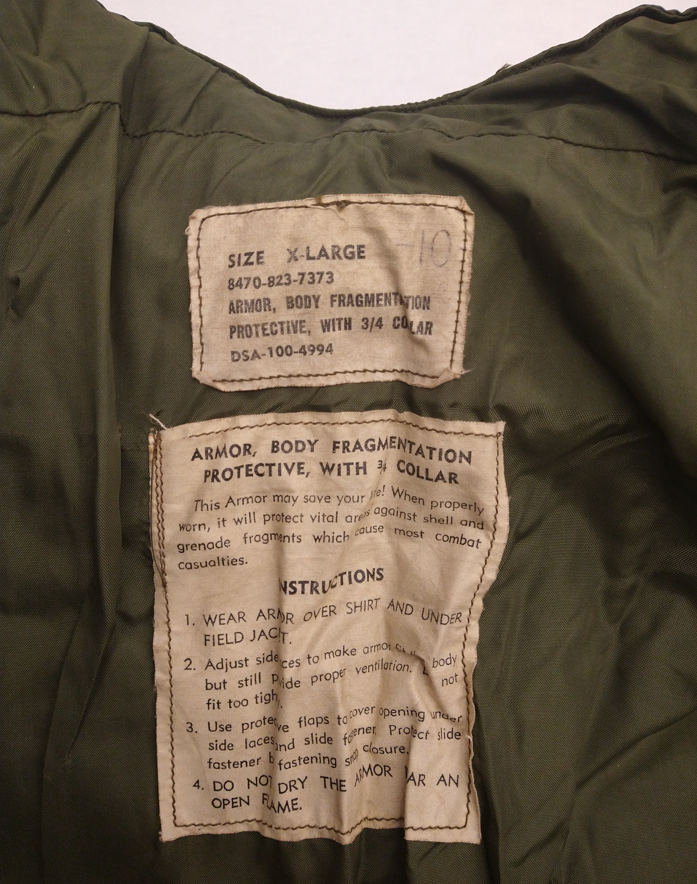 SIZE X-LARGE -10
8470-823-7373
ARMOR, BODY FRAGMENTATION
PROTECTIVE, WITH 3/4 COLLAR
DSA-100-4994
ARMOR, BODY FRAGMENTATION
PROTECTIVE, WITH 3/4 COLLAR
This Armor may save your life! When properly
worn, it will protect vital areas against shell and
grenade fragments which cause most combat
casualties.
INSTRUCTIONS
1. WEAR ARMOR OVER SHIRT AND UNDER
FIELD JACKET.
2. Adjust side laces to make armor body
but still provide proper ventilation. not
fit too tight.
3. Use protective flaps to cover opening under
side laces and slide fastener. Protect slide
fastener by fastening snap closure.
4. DO NOT DRY THE ARMOR NEAR AN
OPEN FLAME.